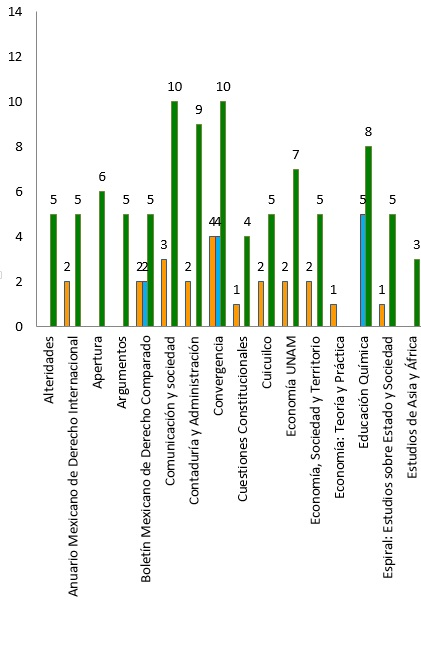 14
12
10
8
6
4
2
0
5
2
5
6
5
2
2
5
3
10
2
9
4
4
10
1
4
2
5
2
7
2
5
1
5
8
1
5
3
Alteridades
Anuario Mexicano de Derecho Internacional
Apertura
Argumentos
Boletín Mexicano de Derecho Comparado
Comunicación y sociedad
Contaduría y Administración
Convergencia
Cuestiones Constitucionales
Cuicuilco
Economía UNAM
Economía, Sociedad y Territorio
Economía: Teoría y Práctica
Educación Química
Espiral: Estudios sobre Estado y Sociedad
Estudios de Asia y África